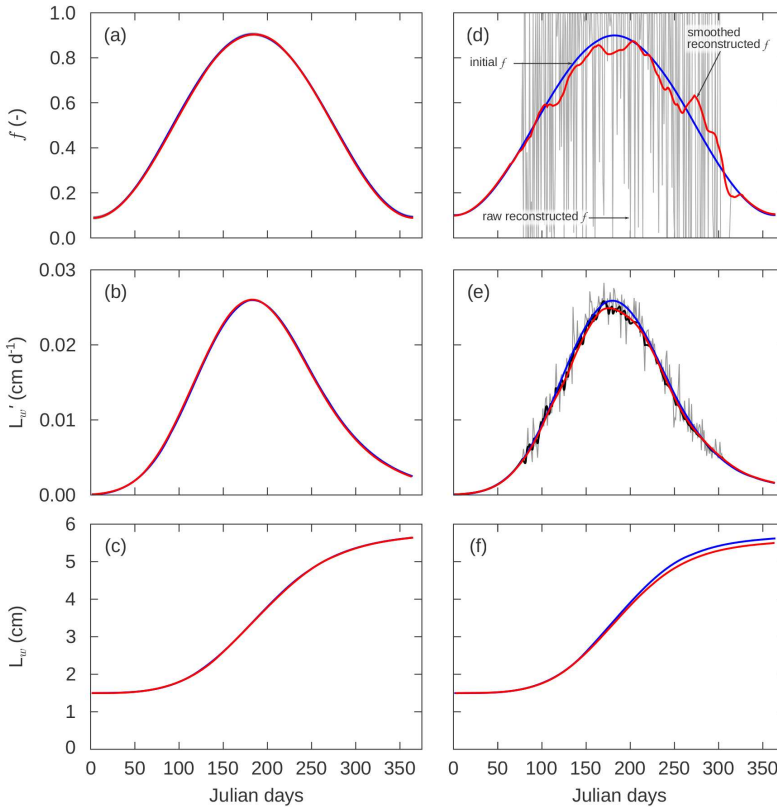 (a)
1.0
0.8
0.6
0.4
0.2
0.0
f (-)
(d)
initial f
smoothed
reconstructed f
raw reconstructed f
(b)
0.03
0.02
0.01
0.00
L_w' (cm d⁻¹)
(e)
(c)
6
5
4
3
2
1
0
L_w (cm)
(f)
0 50 100 150 200 250 300 350
0 50 100 150 200 250 300 350
Julian days
Julian days